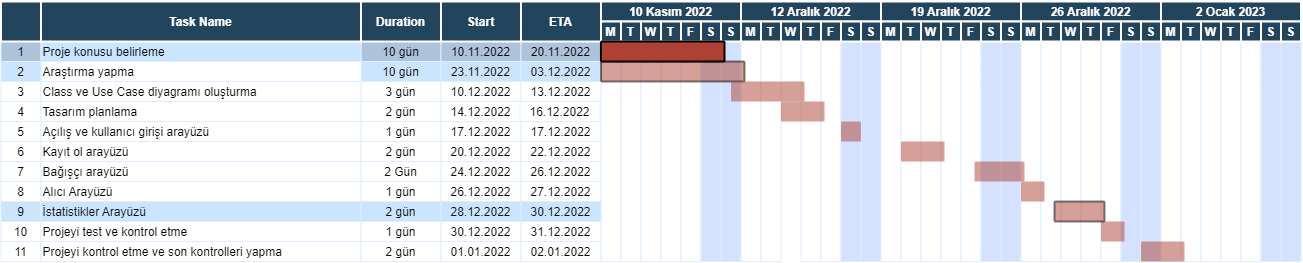 Task Name Duration Start ETA 10 Kasım 2022 12 Aralık 2022 19 Aralık 2022 26 Aralık 2022 2 Ocak 2023
M T W T F S S M T W T F S S M T W T F S S M T W T F S S M T W T F S S
1 Proje konusu belirleme 10 gün 10.11.2022 20.11.2022
2 Araştırma yapma 10 gün 23.11.2022 03.12.2022
3 Class ve Use Case diyagramı oluşturma 3 gün 10.12.2022 13.12.2022
4 Tasarım planlama 2 gün 14.12.2022 16.12.2022
5 Açılış ve kullanıcı girişi arayüzü 1 gün 17.12.2022 17.12.2022
6 Kayıt ol arayüzü 2 gün 20.12.2022 22.12.2022
7 Bağışçı arayüzü 2 Gün 24.12.2022 26.12.2022
8 Alıcı Arayüzü 1 gün 26.12.2022 27.12.2022
9 İstatistikler Arayüzü 2 gün 28.12.2022 30.12.2022
10 Projeyi test ve kontrol etme 1 gün 30.12.2022 31.12.2022
11 Projeyi kontrol etme ve son kontrolleri yapma 2 gün 01.01.2022 02.01.2022